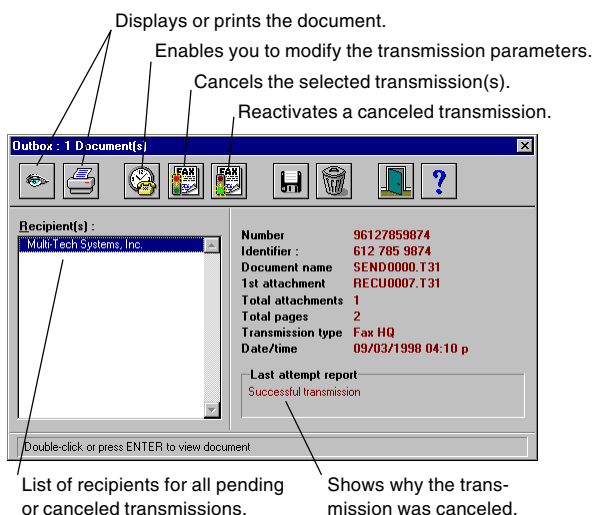 Displays or prints the document.
Enables you to modify the transmission parameters.
Cancels the selected transmission(s).
Reactivates a canceled transmission.
Outbox : 1 Document(s)
FAX FAX ?
Recipient(s) :
Multi-Tech Systems, Inc.
Number 96127859874
Identifier : 612 785 9874
Document name SEND0000.T31
1st attachment RECU0007.T31
Total attachments 1
Total pages 2
Transmission type Fax HQ
Date/time 09/03/1998 04:10 p
Last attempt report
Successful transmission
Double-click or press ENTER to view document
List of recipients for all pending
or canceled transmissions.
Shows why the trans-
mission was canceled.